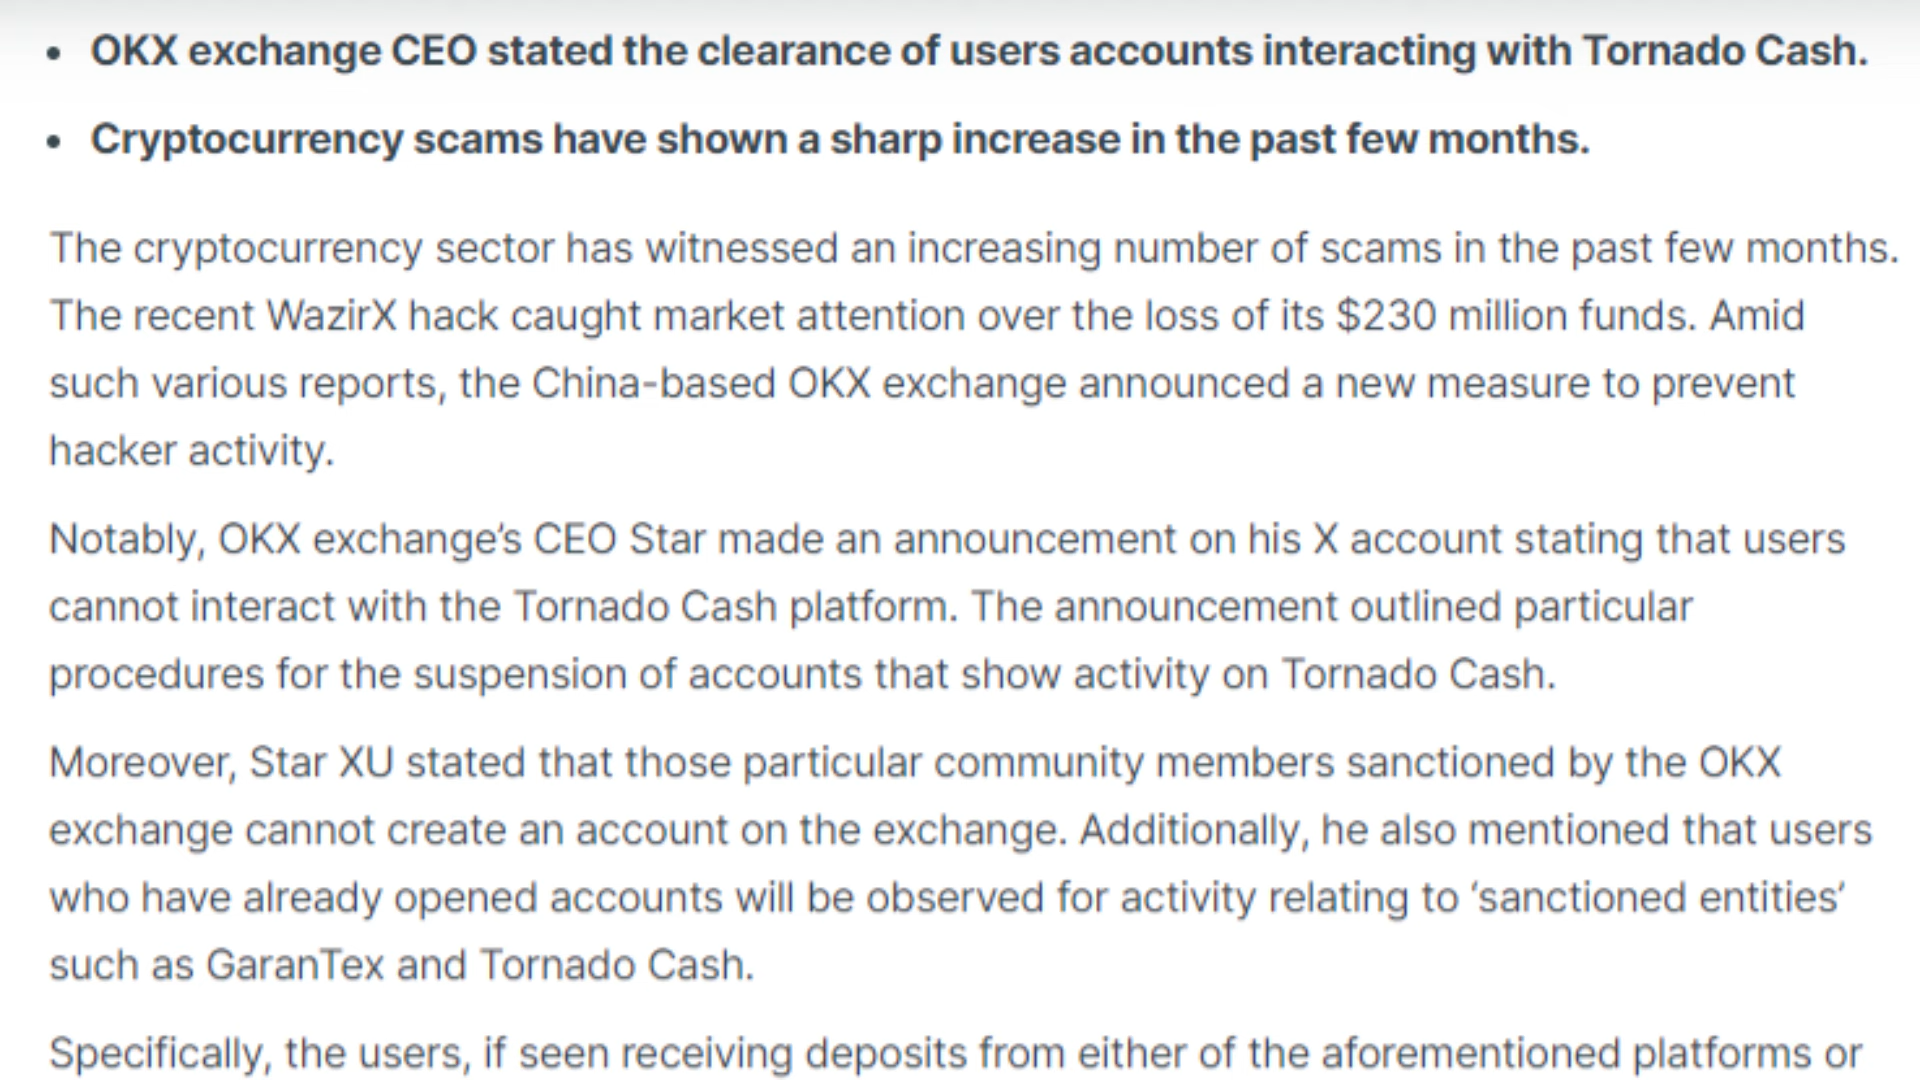 • OKX exchange CEO stated the clearance of users accounts interacting with Tornado Cash.
• Cryptocurrency scams have shown a sharp increase in the past few months.
The cryptocurrency sector has witnessed an increasing number of scams in the past few months.
The recent WazirX hack caught market attention over the loss of its $230 million funds. Amid
such various reports, the China-based OKX exchange announced a new measure to prevent
hacker activity.
Notably, OKX exchange’s CEO Star made an announcement on his X account stating that users
cannot interact with the Tornado Cash platform. The announcement outlined particular
procedures for the suspension of accounts that show activity on Tornado Cash.
Moreover, Star XU stated that those particular community members sanctioned by the OKX
exchange cannot create an account on the exchange. Additionally, he also mentioned that users
who have already opened accounts will be observed for activity relating to ‘sanctioned entities’
such as GaranTex and Tornado Cash.
Specifically, the users, if seen receiving deposits from either of the aforementioned platforms or